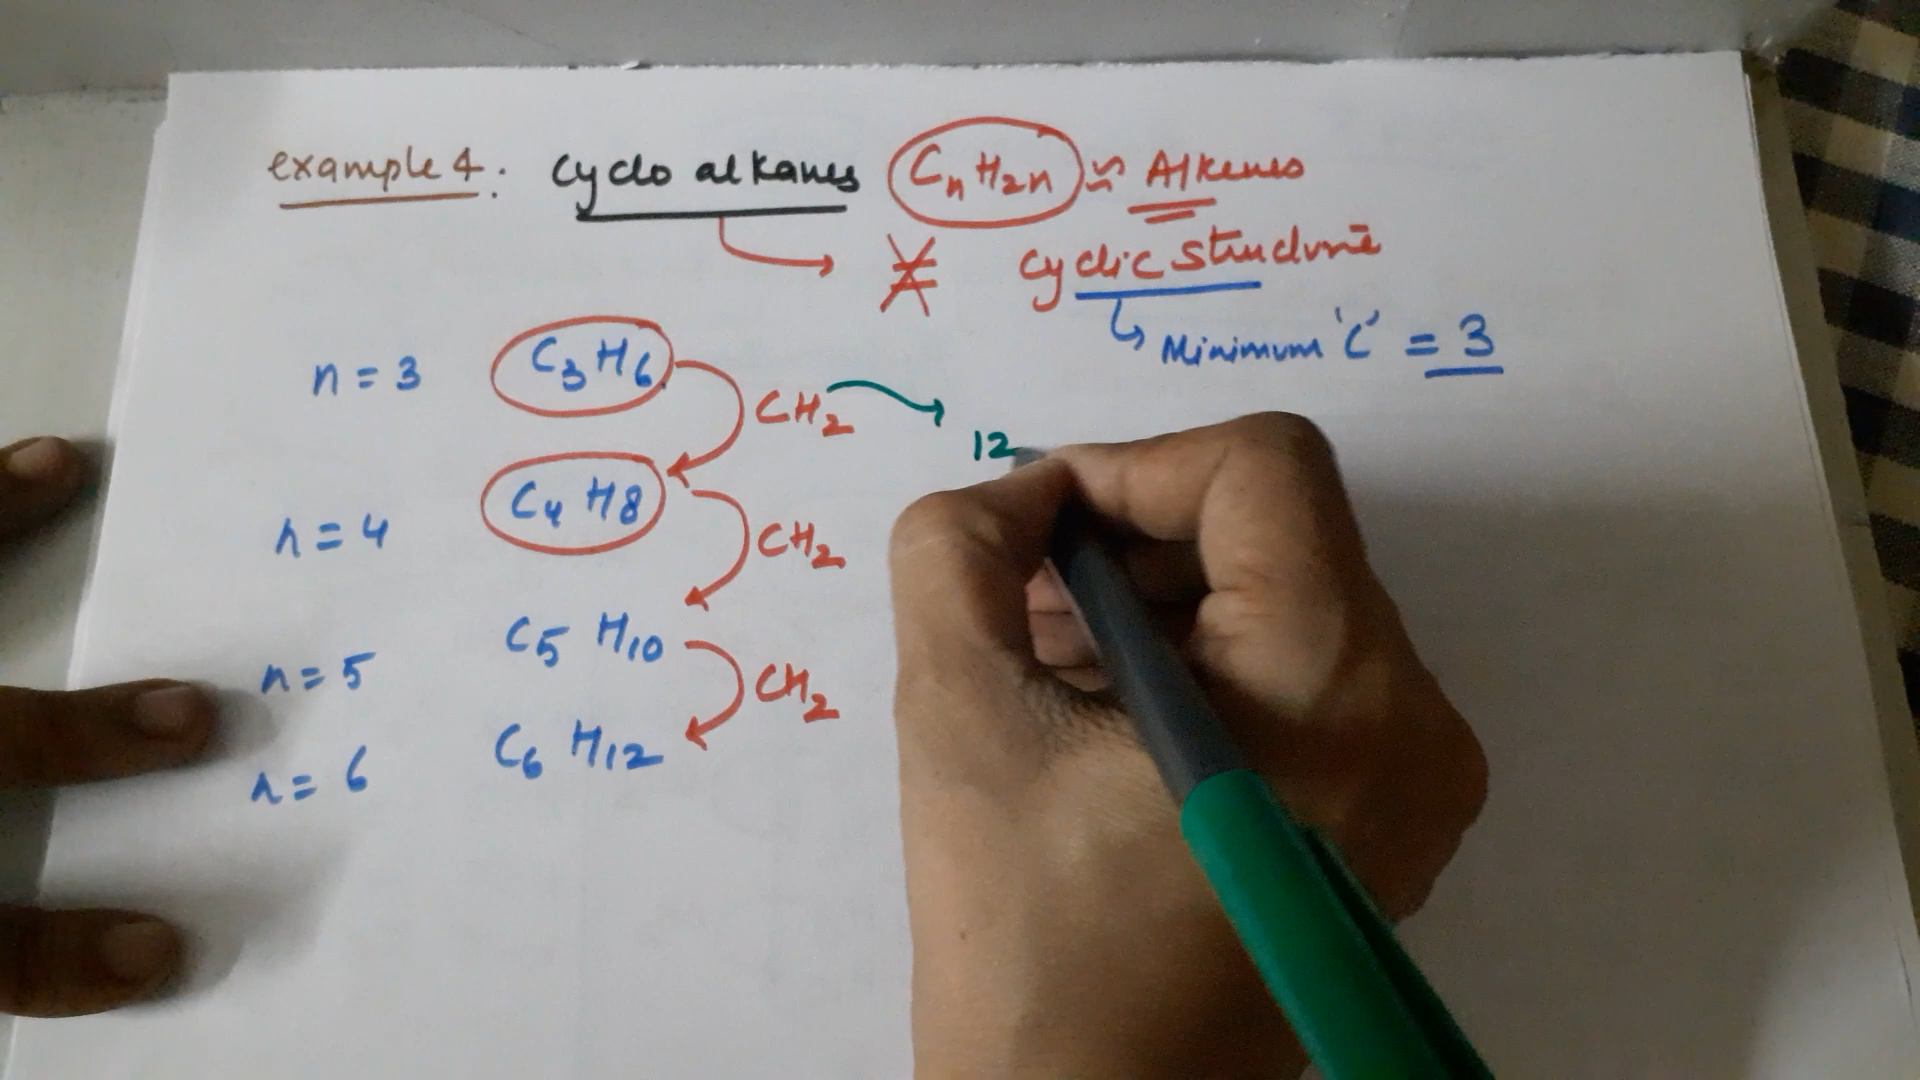 example 4: Cyclo alkanes CnH2n ≈ Alkenes
Cyclic Structure
Minimum 'C' = 3
n = 3 C3H6
CH2
12
n = 4 C4H8
CH2
n = 5 C5H10
CH2
n = 6 C6H12